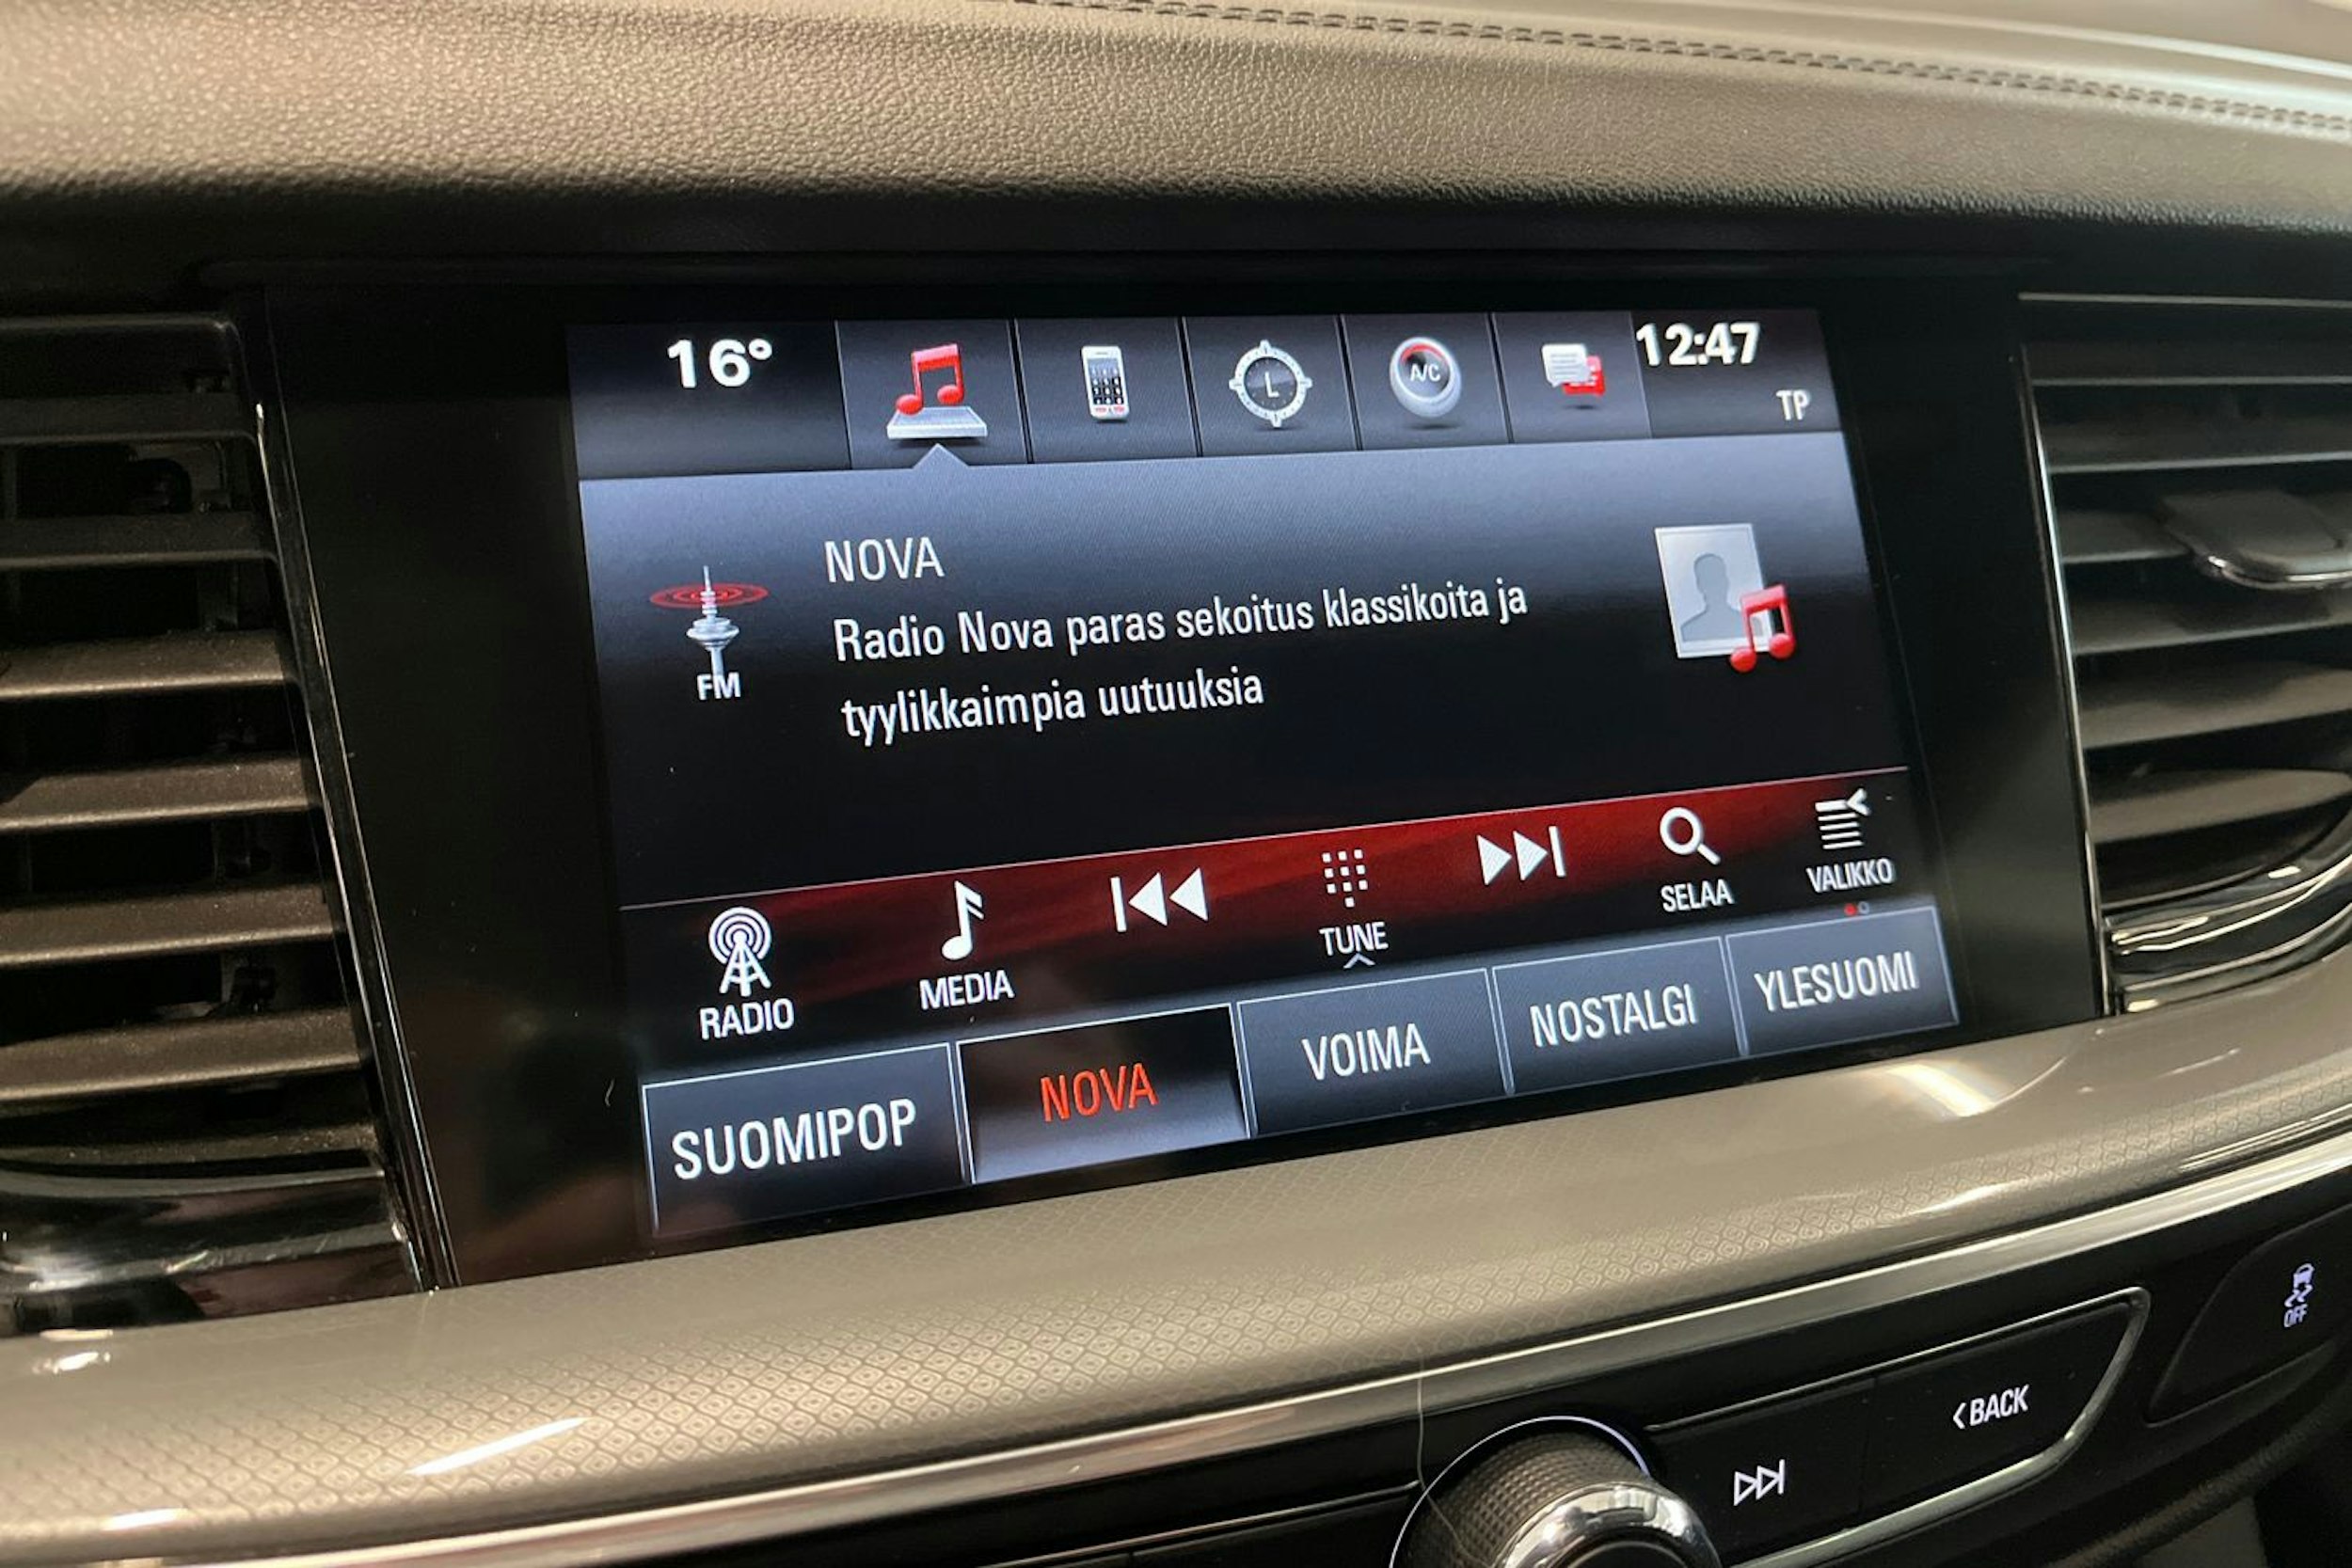 16°
12:47
TP
A/C
NOVA
Radio Nova paras sekoitus klassikoita ja
tyylikkaimpia uutuuksia
FM
RADIO
MEDIA
TUNE
SELAA
VALIKKO
SUOMIPOP
NOVA
VOIMA
NOSTALGI
YLESUOMI
OFF
<BACK